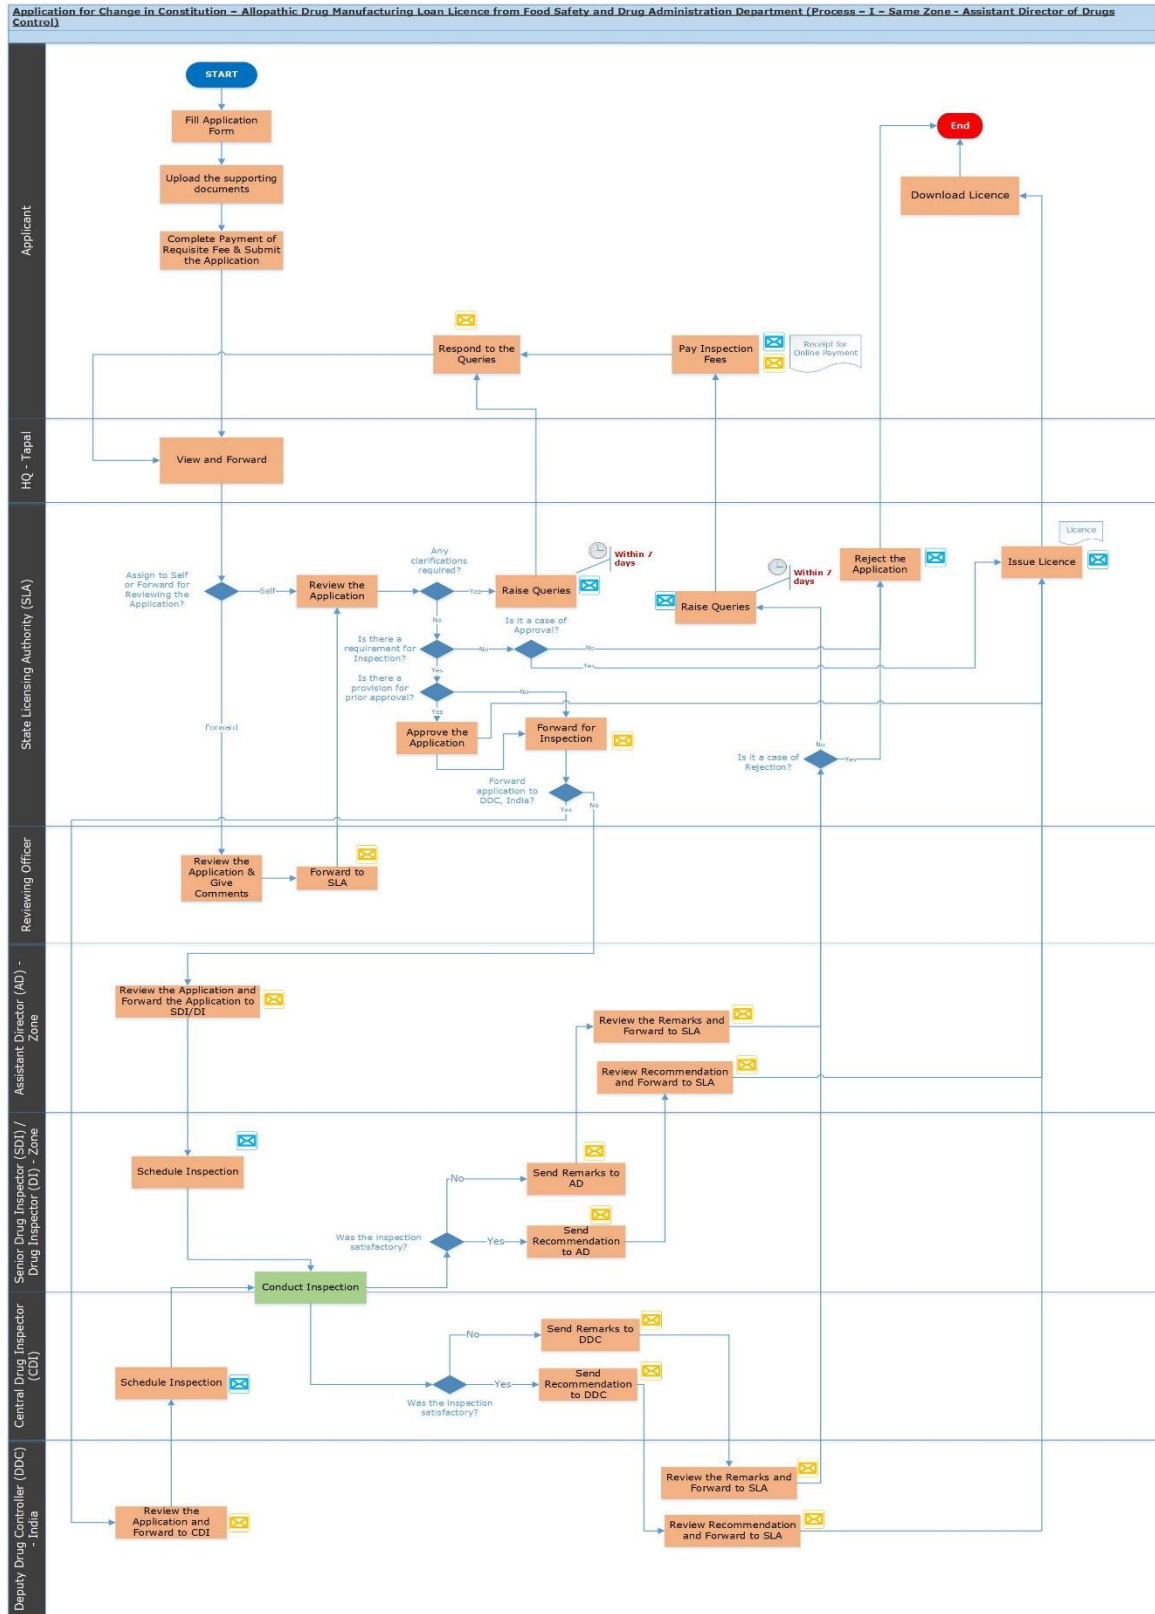 Application for Change in Constitution – Allopathic Drug Manufacturing Loan Licence from Food Safety and Drug Administration Department (Process – I – Same Zone - Assistant Director of Drugs
Control)
Applicant
START
Fill Application
Form
Upload the supporting
documents
Complete Payment of
Requisite Fee & Submit
the Application
Respond to the
Queries
Pay Inspection
Fees
Receipt for
Online Payment
End
Download Licence
HQ - Tapal
View and Forward
State Licensing Authority (SLA)
Assign to Self
or Forward for
Reviewing the
Application?
Self
Forward
Review the
Application
Any
clarifications
required?
Yes
No
Raise Queries
Within 7
days
Is there a
requirement for
Inspection?
No
Yes
Is it a case of
Approval?
No
Yes
Is there a
provision for
prior approval?
No
Yes
Approve the
Application
Forward for
Inspection
Forward
application to
DDC, India?
Yes
No
Raise Queries
Within 7
days
Is it a case of
Rejection?
No
Yes
Reject the
Application
Licence
Issue Licence
Reviewing Officer
Review the
Application &
Give
Comments
Forward to
SLA
Assistant Director (AD) -
Zone
Review the Application and
Forward the Application to
SDI/DI
Review the Remarks and
Forward to SLA
Review Recommendation
and Forward to SLA
Senior Drug Inspector (SDI) /
Drug Inspector (DI) - Zone
Schedule Inspection
Conduct Inspection
Was the inspection
satisfactory?
No
Yes
Send Remarks to
AD
Send
Recommendation
to AD
Central Drug Inspector
(CDI)
Schedule Inspection
Was the inspection
satisfactory?
No
Yes
Send Remarks to
DDC
Send
Recommendation
to DDC
Deputy Drug Controller (DDC)
- India
Review the
Application and
Forward to CDI
Review the Remarks and
Forward to SLA
Review Recommendation
and Forward to SLA